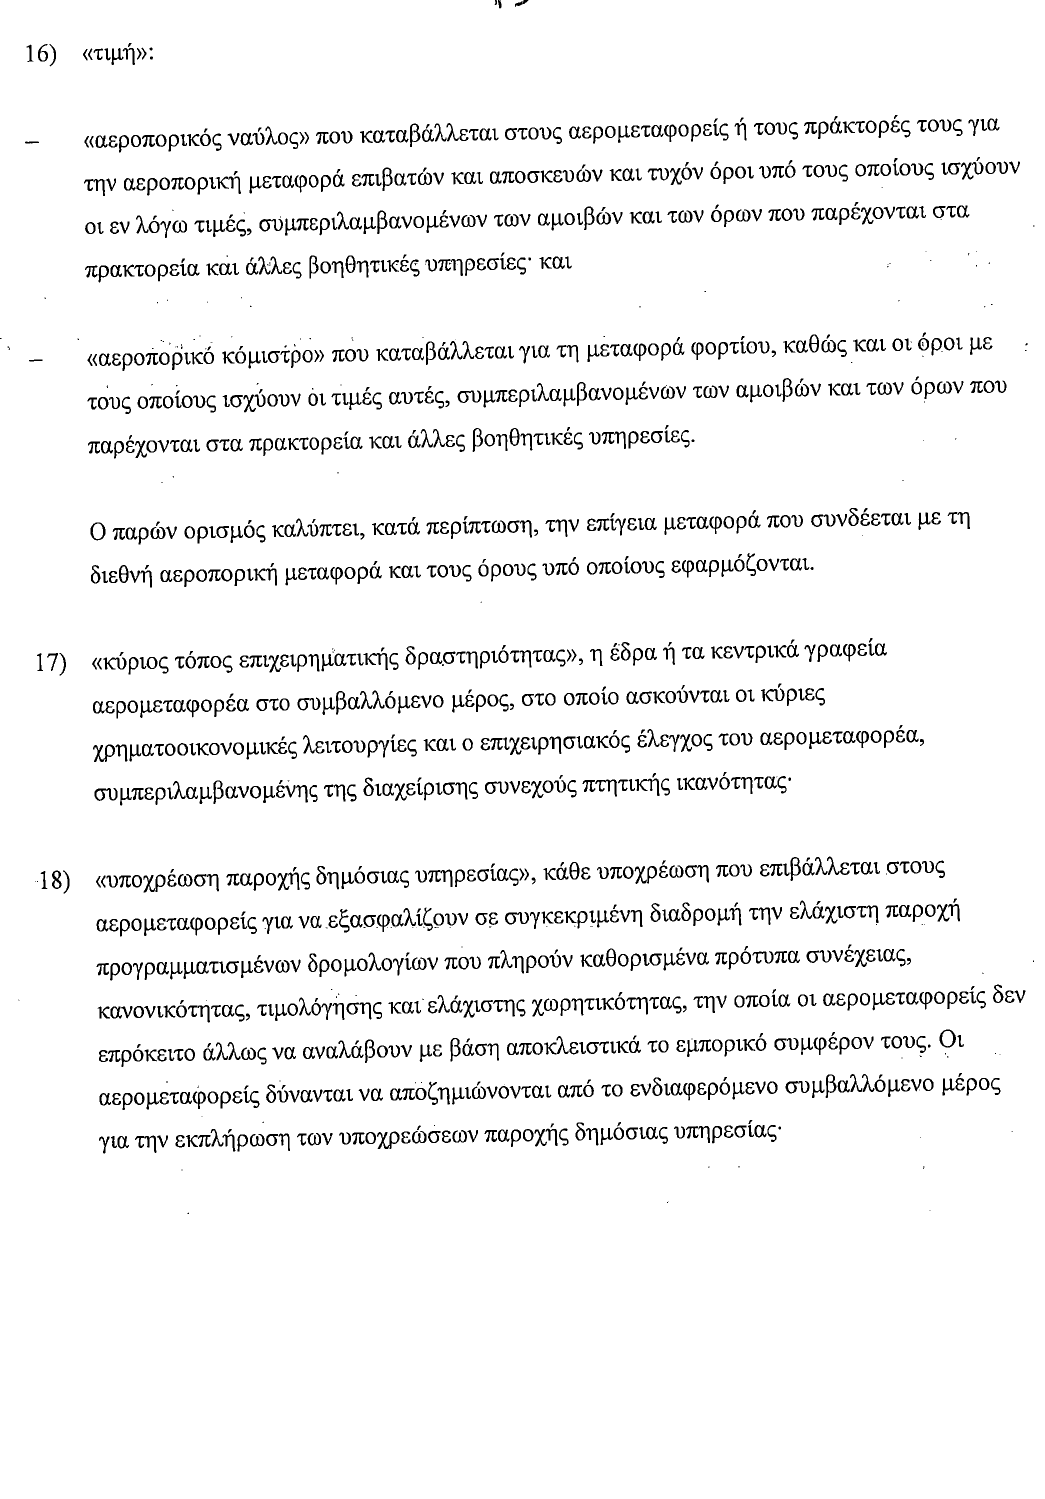 16) «τιμή»:
– «αεροπορικός ναύλος» που καταβάλλεται στους αερομεταφορείς ή τους πράκτορές τους για
την αεροπορική μεταφορά επιβατών και αποσκευών και τυχόν όροι υπό τους οποίους ισχύουν
οι εν λόγω τιμές, συμπεριλαμβανομένων των αμοιβών και των όρων που παρέχονται στα
πρακτορεία και άλλες βοηθητικές υπηρεσίες· και
– «αεροπορικό κόμιστρο» που καταβάλλεται για τη μεταφορά φορτίου, καθώς και οι όροι με
τους οποίους ισχύουν οι τιμές αυτές, συμπεριλαμβανομένων των αμοιβών και των όρων που
παρέχονται στα πρακτορεία και άλλες βοηθητικές υπηρεσίες.
Ο παρών ορισμός καλύπτει, κατά περίπτωση, την επίγεια μεταφορά που συνδέεται με τη
διεθνή αεροπορική μεταφορά και τους όρους υπό οποίους εφαρμόζονται.
17) «κύριος τόπος επιχειρηματικής δραστηριότητας», η έδρα ή τα κεντρικά γραφεία
αερομεταφορέα στο συμβαλλόμενο μέρος, στο οποίο ασκούνται οι κύριες
χρηματοοικονομικές λειτουργίες και ο επιχειρησιακός έλεγχος του αερομεταφορέα,
συμπεριλαμβανομένης της διαχείρισης συνεχούς πτητικής ικανότητας·
18) «υποχρέωση παροχής δημόσιας υπηρεσίας», κάθε υποχρέωση που επιβάλλεται στους
αερομεταφορείς για να εξασφαλίζουν σε συγκεκριμένη διαδρομή την ελάχιστη παροχή
προγραμματισμένων δρομολογίων που πληρούν καθορισμένα πρότυπα συνέχειας,
κανονικότητας, τιμολόγησης και ελάχιστης χωρητικότητας, την οποία οι αερομεταφορείς δεν
επρόκειτο άλλως να αναλάβουν με βάση αποκλειστικά το εμπορικό συμφέρον τους. Οι
αερομεταφορείς δύνανται να αποζημιώνονται από το ενδιαφερόμενο συμβαλλόμενο μέρος
για την εκπλήρωση των υποχρεώσεων παροχής δημόσιας υπηρεσίας·